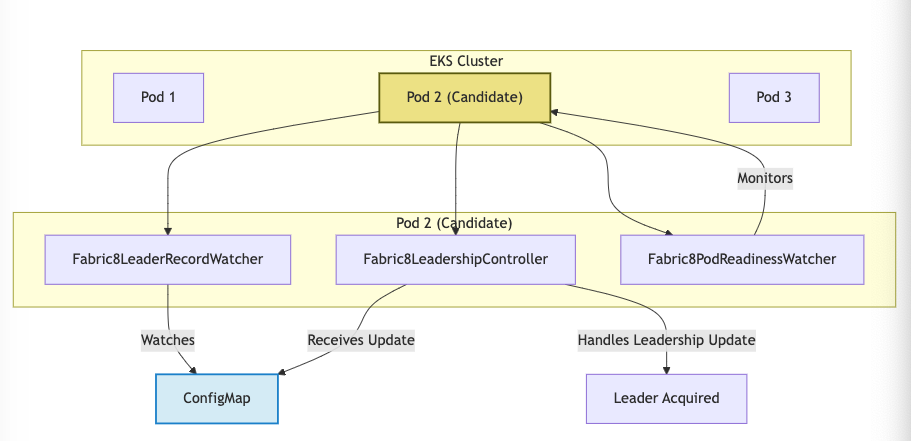 EKS Cluster
Pod 1
Pod 2 (Candidate)
Pod 3
Monitors
Pod 2 (Candidate)
Fabric8LeaderRecordWatcher
Fabric8LeadershipController
Fabric8PodReadinessWatcher
Watches
Receives Update
Handles Leadership Update
ConfigMap
Leader Acquired